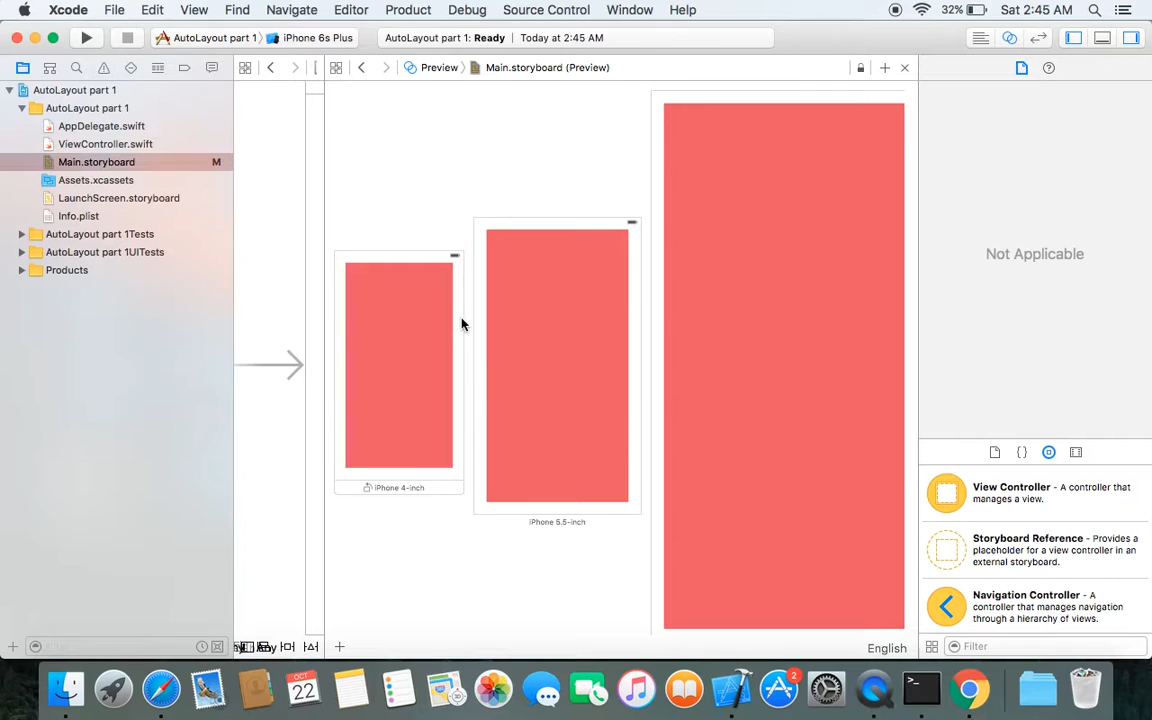 Xcode File Edit View Find Navigate Editor Product Debug Source Control Window Help 32% Sat 2:45 AM
AutoLayout part 1 iPhone 6s Plus AutoLayout part 1: Ready Today at 2:45 AM
Preview Main.storyboard (Preview)
AutoLayout part 1
AutoLayout part 1
AppDelegate.swift
ViewController.swift
Main.storyboard M
Assets.xcassets
LaunchScreen.storyboard
Info.plist
AutoLayout part 1Tests
AutoLayout part 1UITests
Products
iPhone 4-inch
iPhone 5.5-inch
Not Applicable
View Controller - A controller that
manages a view.
Storyboard Reference - Provides a
placeholder for a view controller in an
external storyboard.
Navigation Controller - A
controller that manages navigation
through a hierarchy of views.
English
Filter
OCT
22
2